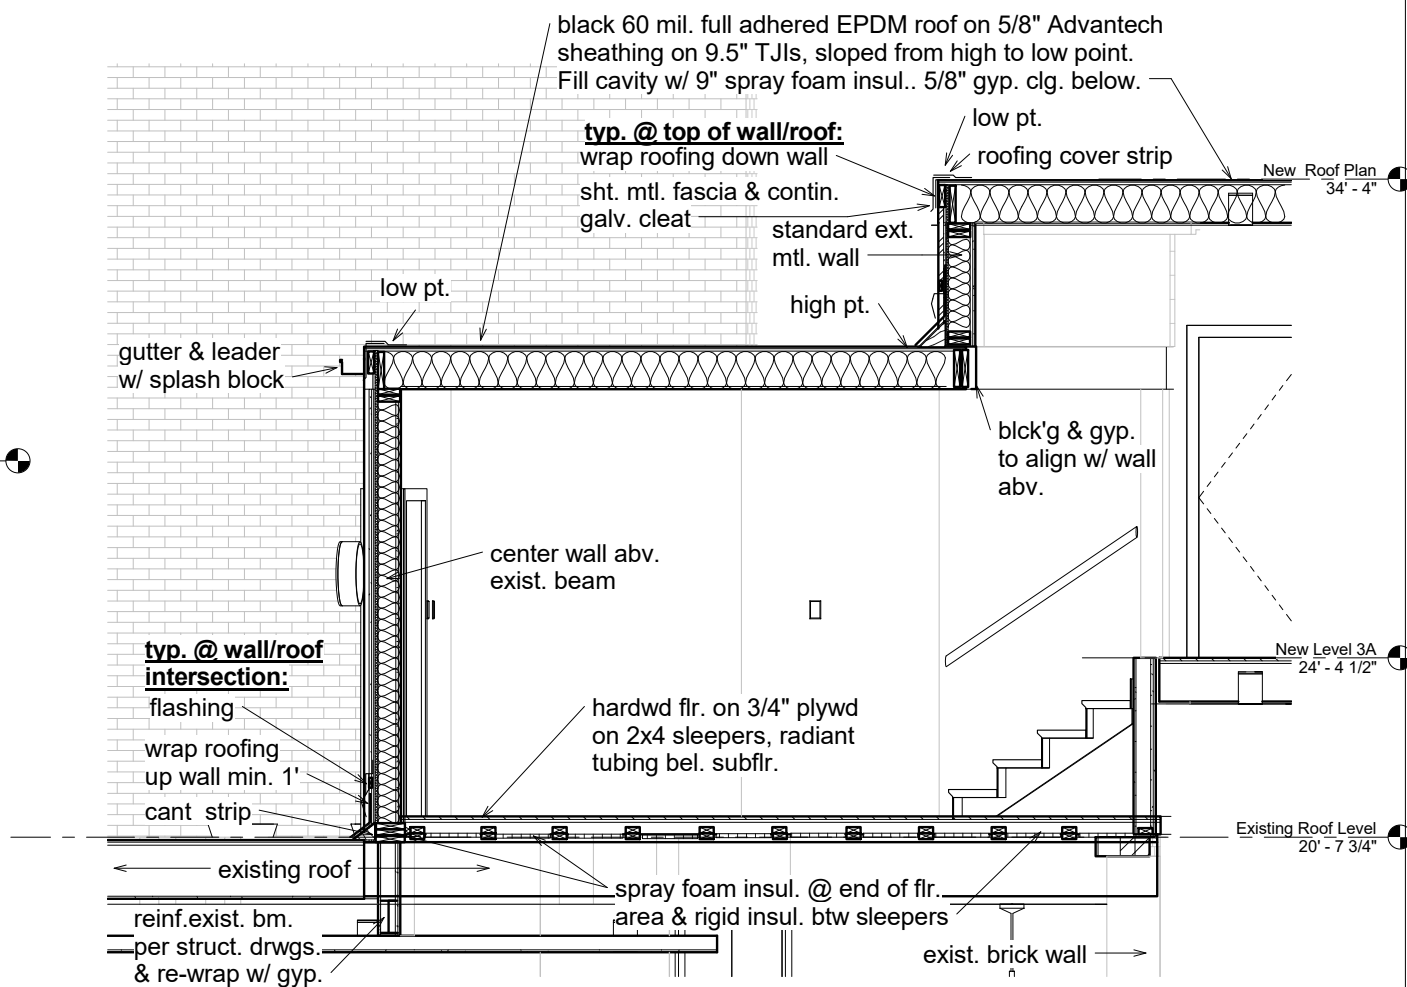 black 60 mil. full adhered EPDM roof on 5/8" Advantech
sheathing on 9.5" TJIs, sloped from high to low point.
Fill cavity w/ 9" spray foam insul.. 5/8" gyp. clg. below.
low pt.
typ. @ top of wall/roof:
wrap roofing down wall
roofing cover strip
New Roof Plan
34' - 4"
sht. mtl. fascia & contin.
galv. cleat
standard ext.
mtl. wall
low pt.
high pt.
gutter & leader
w/ splash block
blck'g & gyp.
to align w/ wall
abv.
center wall abv.
exist. beam
typ. @ wall/roof
intersection:
flashing
wrap roofing
up wall min. 1'
cant strip
New Level 3A
24' - 4 1/2"
hardwd flr. on 3/4" plywd
on 2x4 sleepers, radiant
tubing bel. subflr.
Existing Roof Level
20' - 7 3/4"
existing roof
spray foam insul. @ end of flr.
area & rigid insul. btw sleepers
reinf.exist. bm.
per struct. drwgs.
& re-wrap w/ gyp.
exist. brick wall